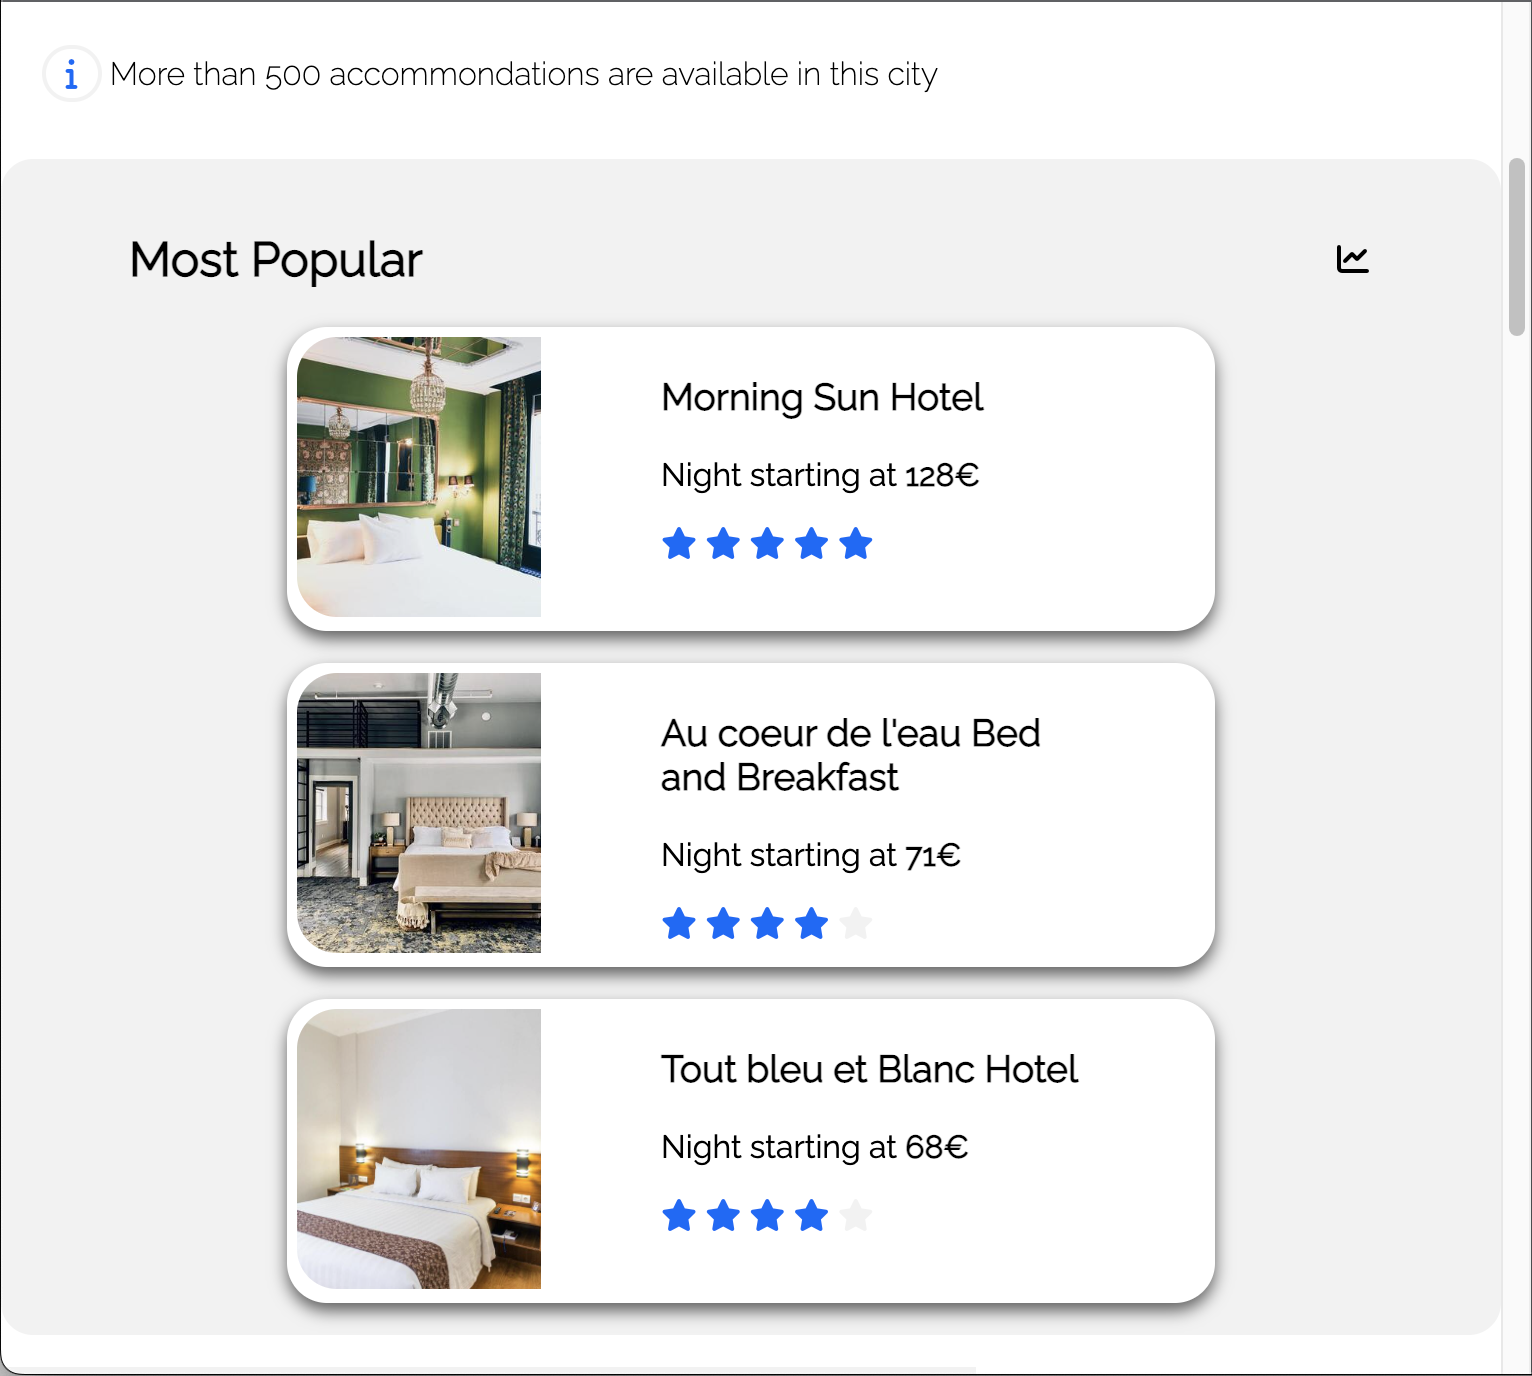 More than 500 accommondations are available in this city
Most Popular
Morning Sun Hotel
Night starting at 128€
Au coeur de l'eau Bed
and Breakfast
Night starting at 71€
Tout bleu et Blanc Hotel
Night starting at 68€